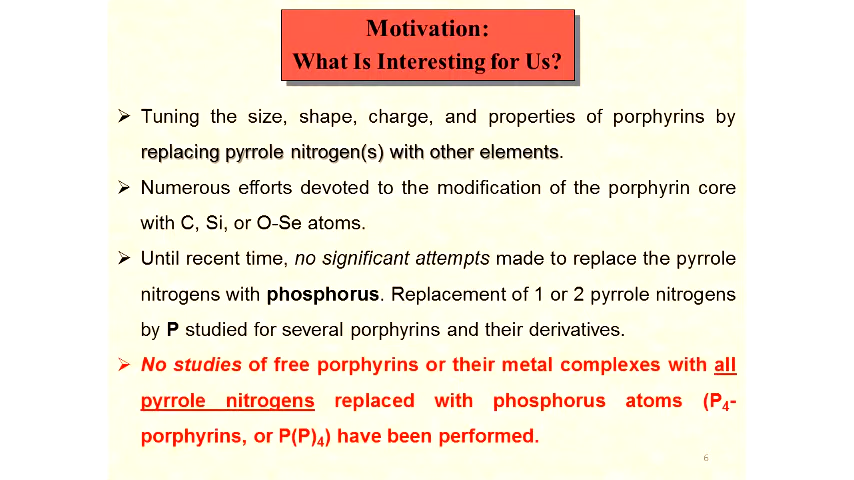 Motivation:
What Is Interesting for Us?
➢ Tuning the size, shape, charge, and properties of porphyrins by
replacing pyrrole nitrogen(s) with other elements.
➢ Numerous efforts devoted to the modification of the porphyrin core
with C, Si, or O-Se atoms.
➢ Until recent time, no significant attempts made to replace the pyrrole
nitrogens with phosphorus. Replacement of 1 or 2 pyrrole nitrogens
by P studied for several porphyrins and their derivatives.
➢ No studies of free porphyrins or their metal complexes with all
pyrrole nitrogens replaced with phosphorus atoms (P₄-
porphyrins, or P(P)₄) have been performed.
6